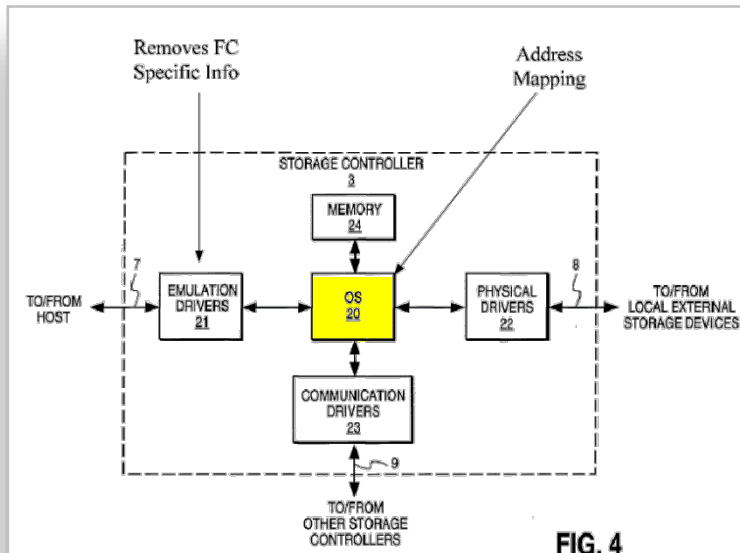 Removes FC
Specific Info
Address
Mapping
STORAGE CONTROLLER
3
MEMORY
24
7
EMULATION
DRIVERS
21
TO/FROM
HOST
OS
20
PHYSICAL
DRIVERS
22
8
TO/FROM
LOCAL EXTERNAL
STORAGE DEVICES
COMMUNICATION
DRIVERS
23
9
TO/FROM
OTHER STORAGE
CONTROLLERS
FIG. 4